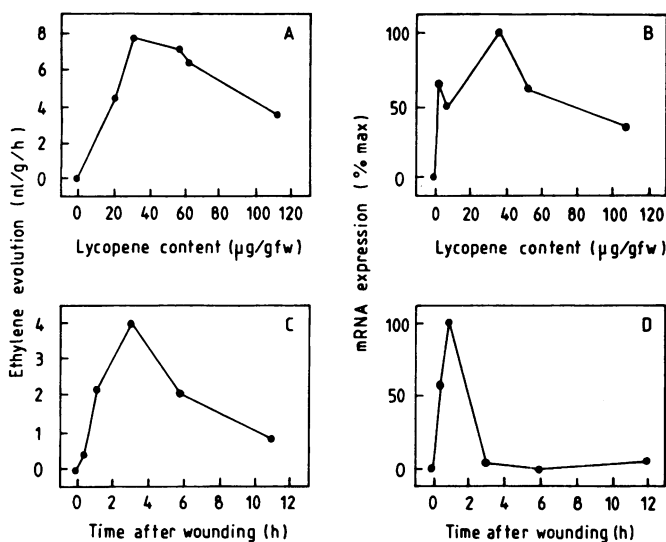 A
8
6
4
2
0
0 20 40 60 80 100 120
Lycopene content (µg/gfw)
B
100
50
0
0 20 40 60 80 100 120
Lycopene content (µg/gfw)
Ethylene evolution (nl/g/h)
mRNA expression (% max)
C
4
3
2
1
0
0 2 4 6 8 10 12
Time after wounding (h)
D
100
50
0
0 2 4 6 8 10 12
Time after wounding (h)